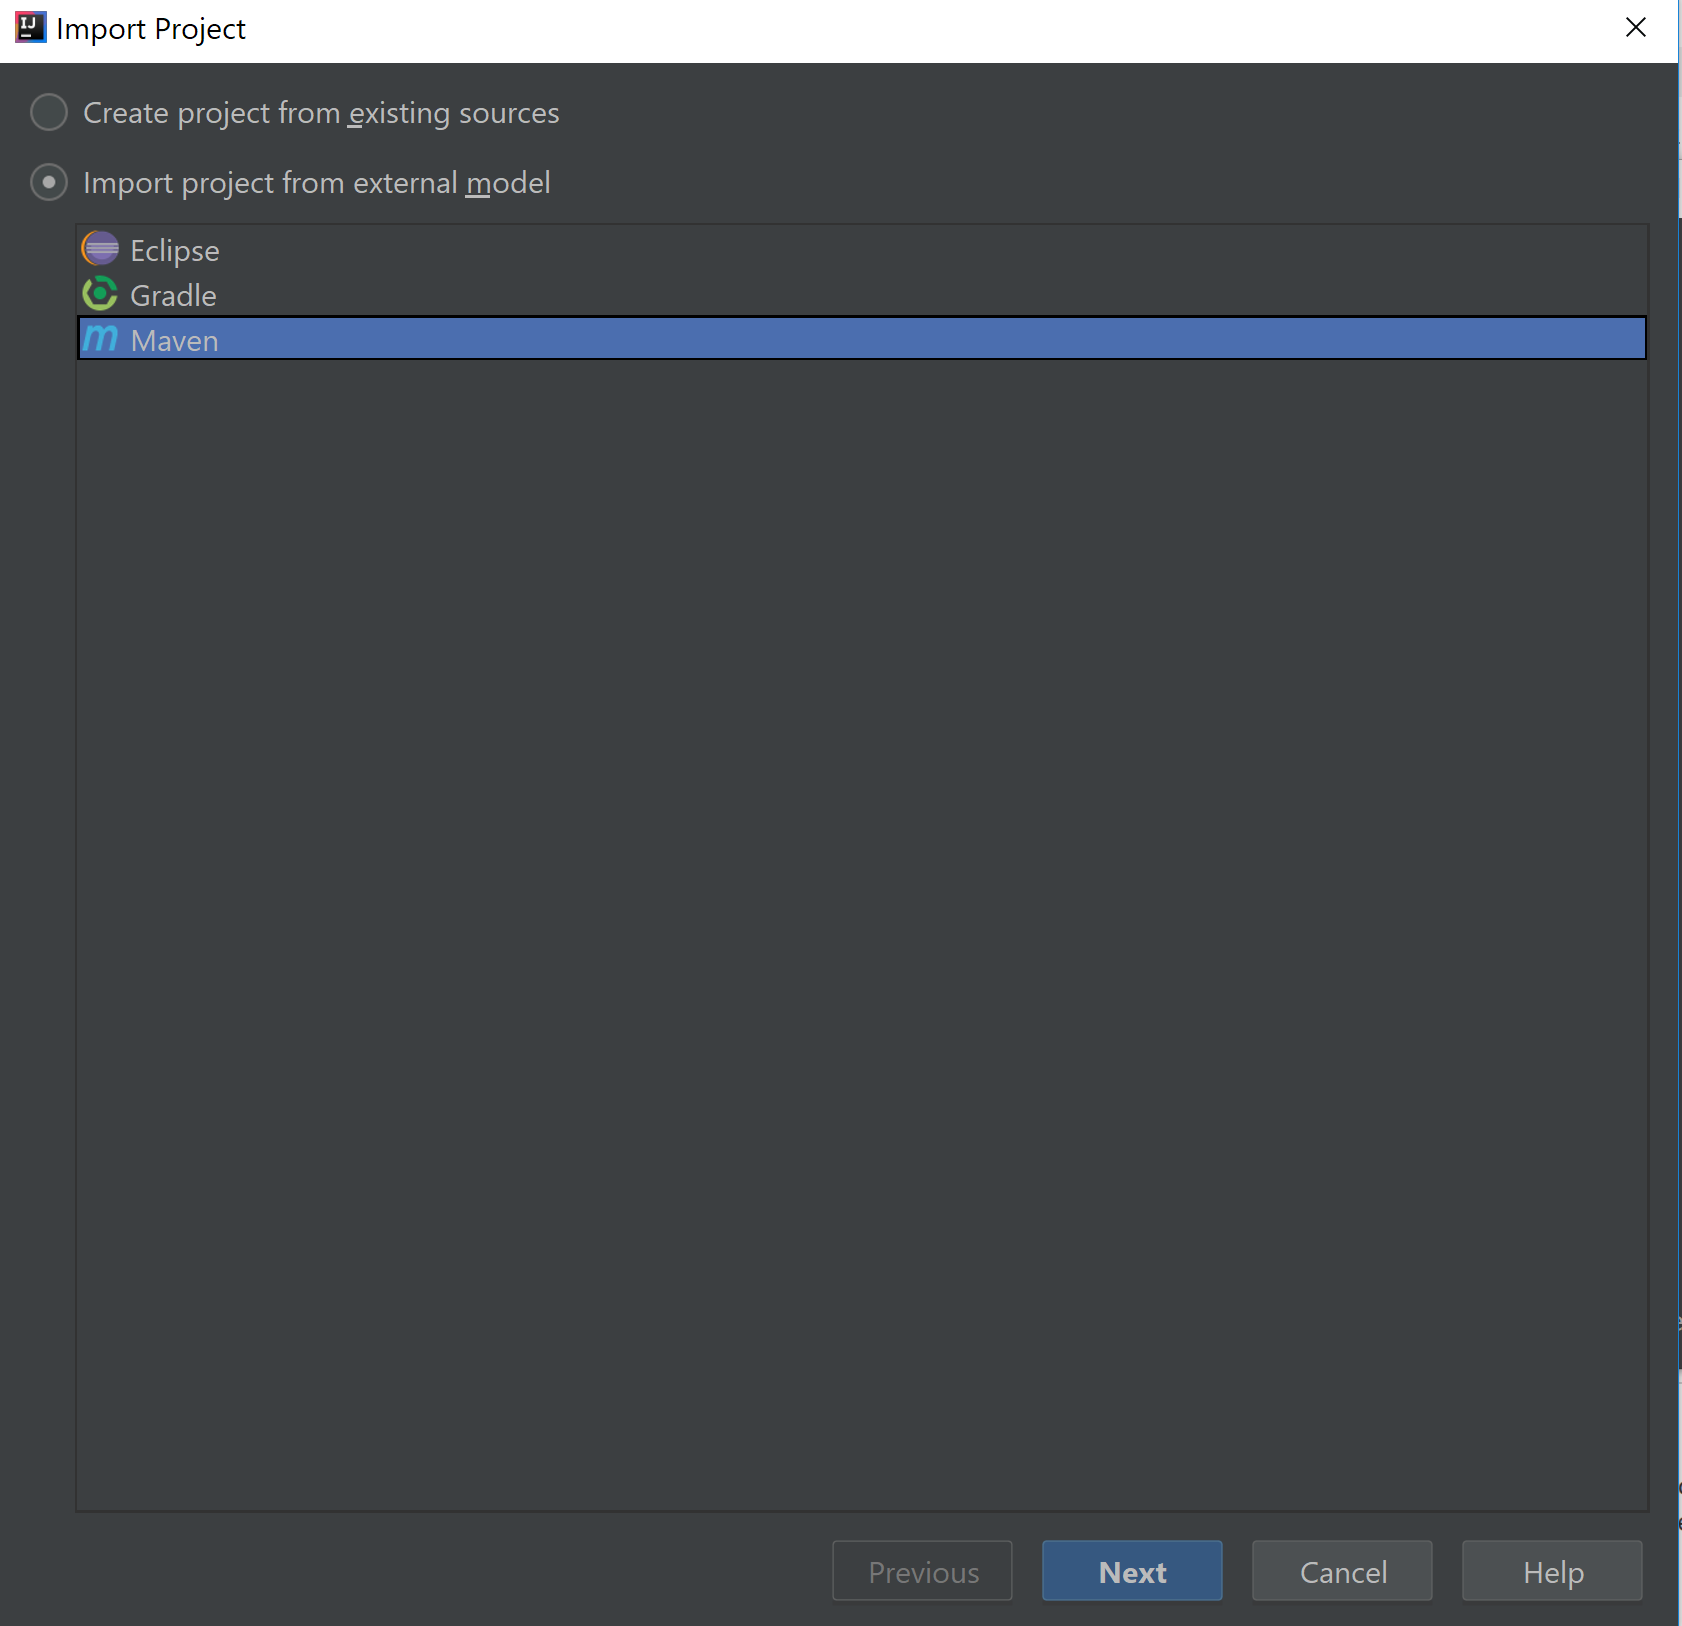 IJ Import Project
Create project from existing sources
Import project from external model
Eclipse
Gradle
m Maven
Previous Next Cancel Help